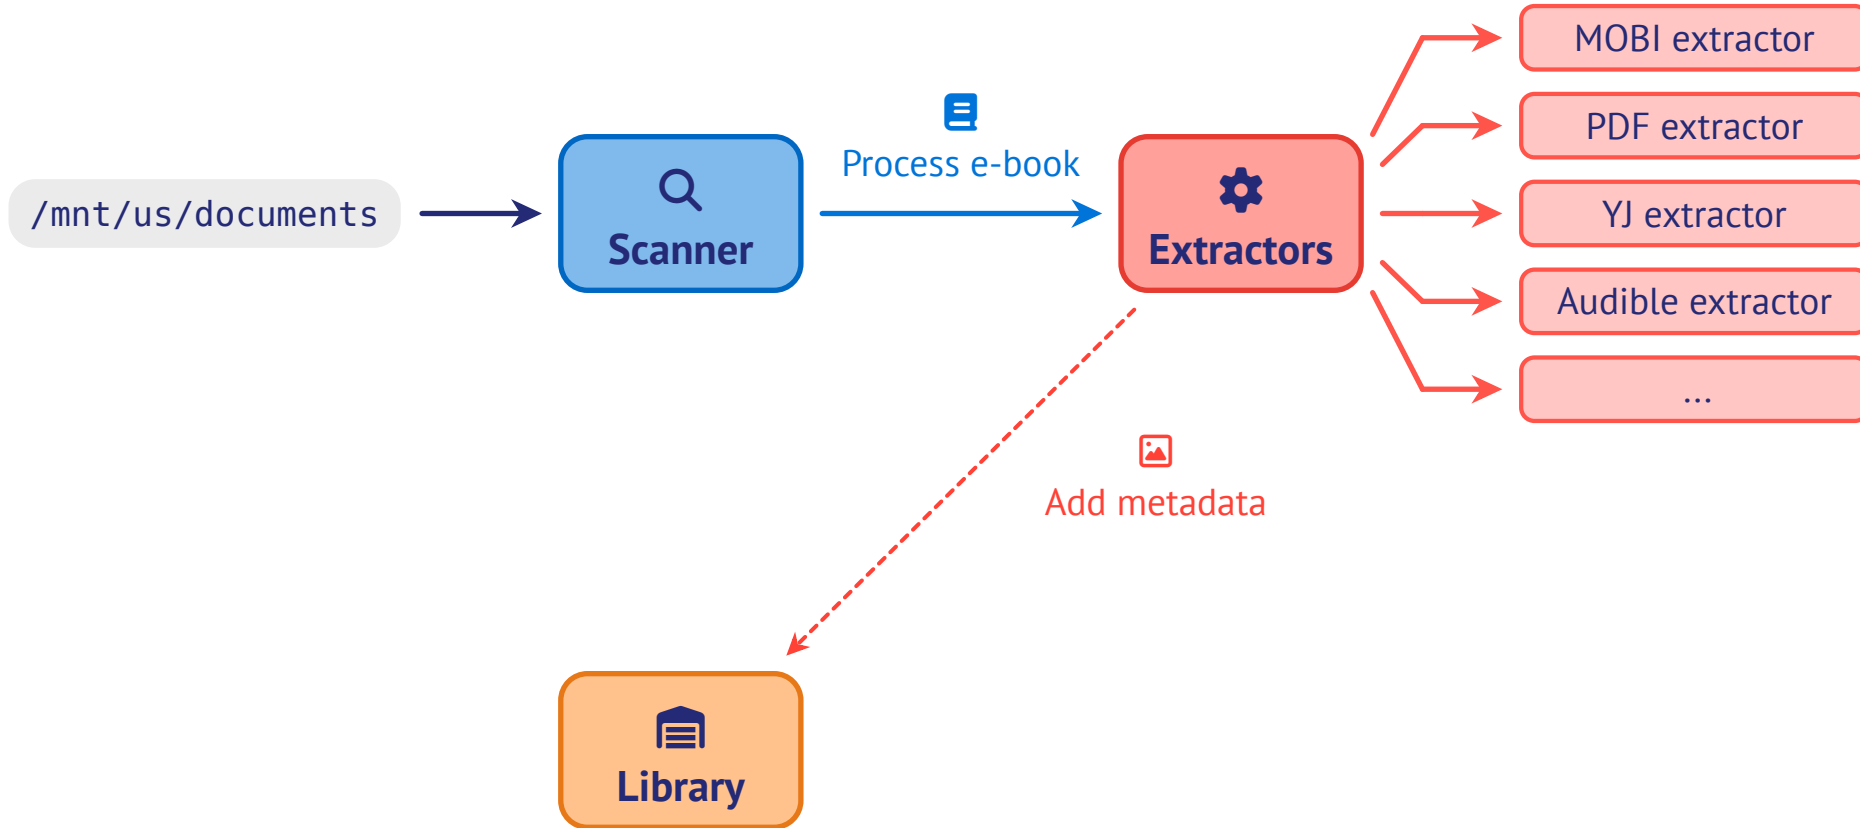 /mnt/us/documents
Scanner
Process e-book
Extractors
MOBI extractor
PDF extractor
YJ extractor
Audible extractor
...
Add metadata
Library